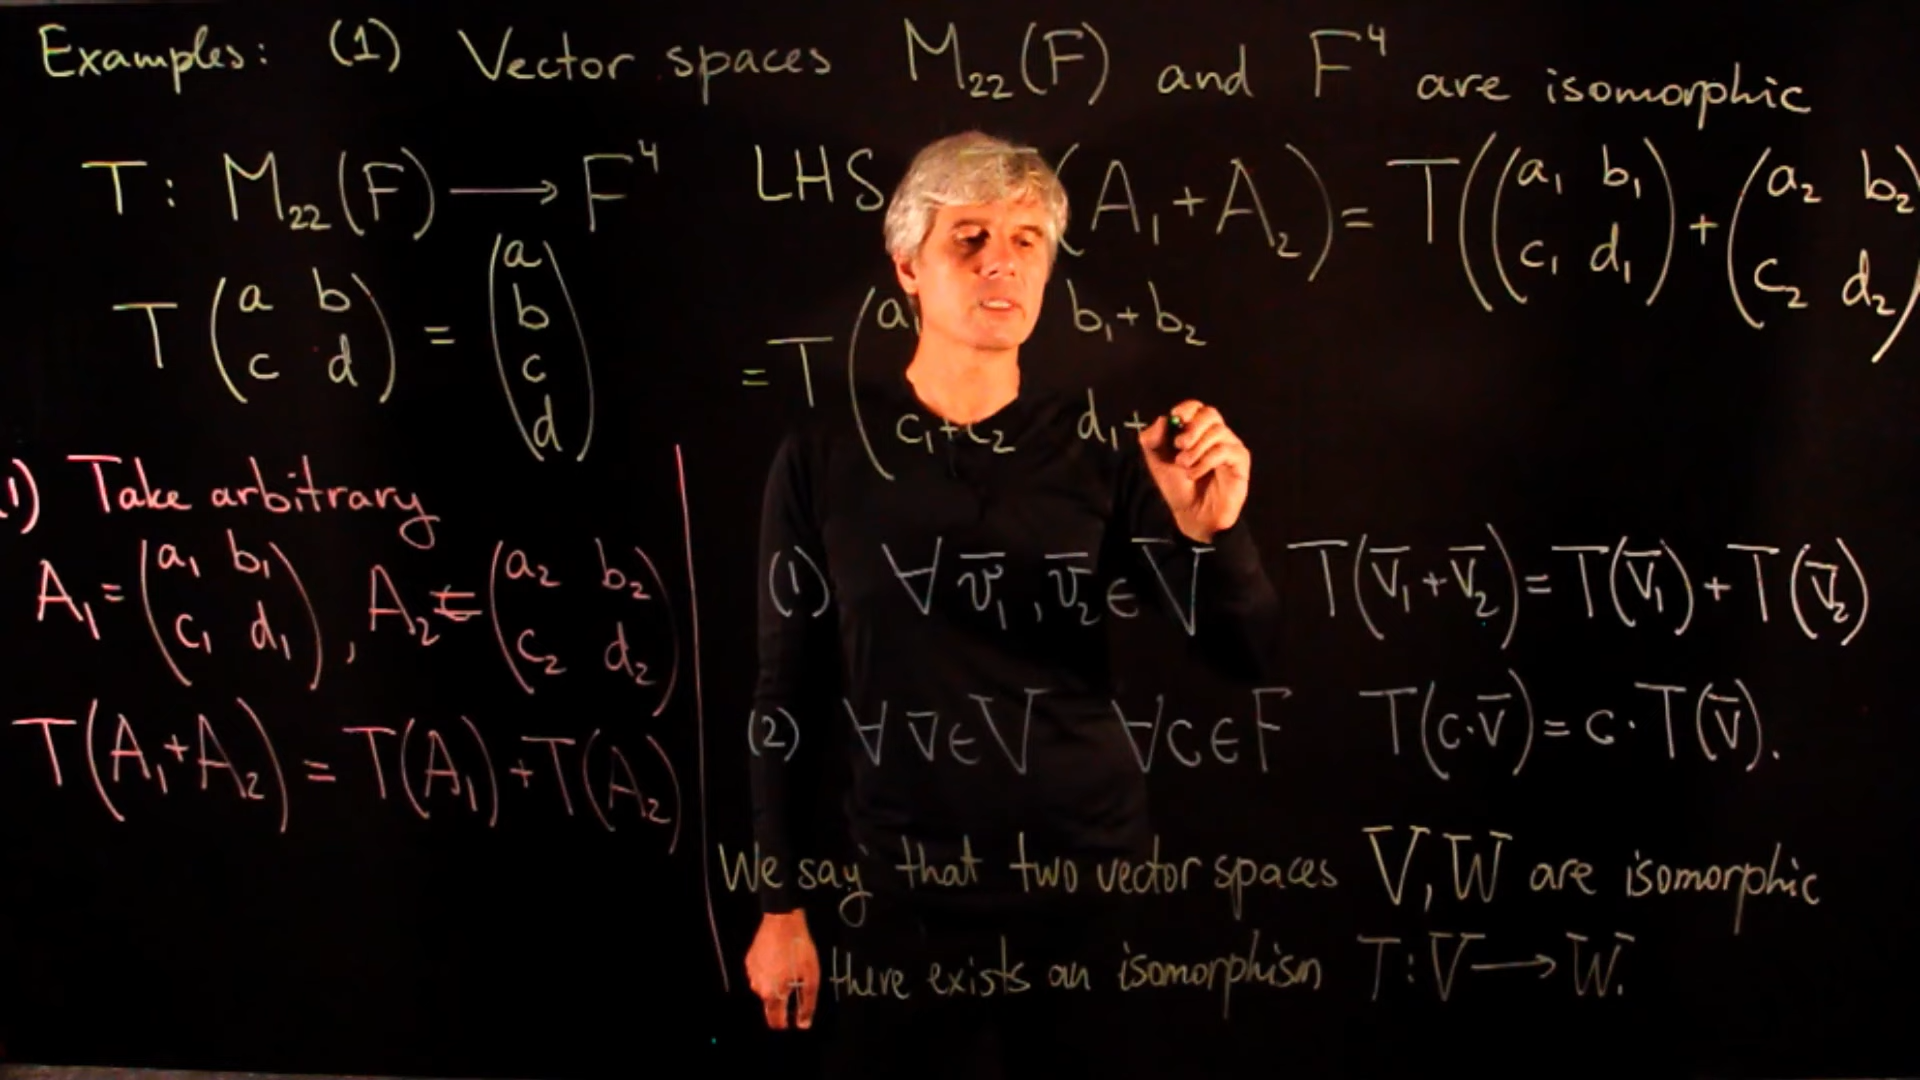 Examples: (1) Vector spaces M₂₂(F) and F⁴ are isomorphic
T : M₂₂(F) ⟶ F⁴
T (a b
c d) = (a
b
c
d)
1) Take arbitrary
A₁ = (a₁ b₁
c₁ d₁), A₂ = (a₂ b₂
c₂ d₂)
T(A₁+A₂) = T(A₁)+T(A₂)
LHS (A₁+A₂) = T((a₁ b₁
c₁ d₁) + (a₂ b₂
c₂ d₂)
= T (a₁ b₁+b₂
c₁+c₂ d₁+
(1) ∀ v̄₁, v̄₂ ∈ V T(v̄₁+v̄₂) = T(v̄₁)+T(v̄₂)
(2) ∀ v̄ ∈ V ∀c∈F T(c·v̄) = c·T(v̄).
We say that two vector spaces V, W are isomorphic
if there exists an isomorphism T : V ⟶ W.